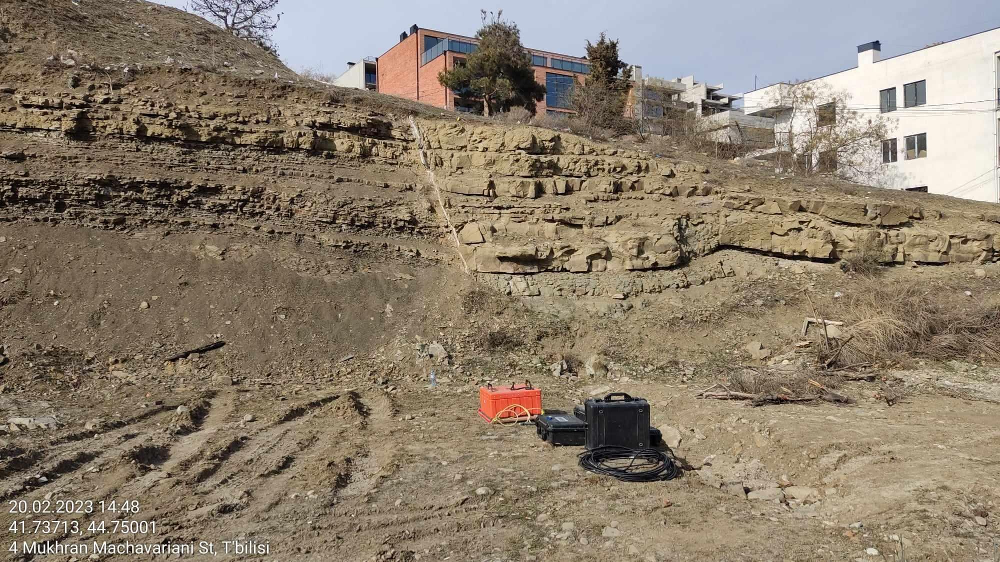 20.02.2023 14:48
41.73713, 44.75001
4 Mukhran Machavariani St, T'bilisi